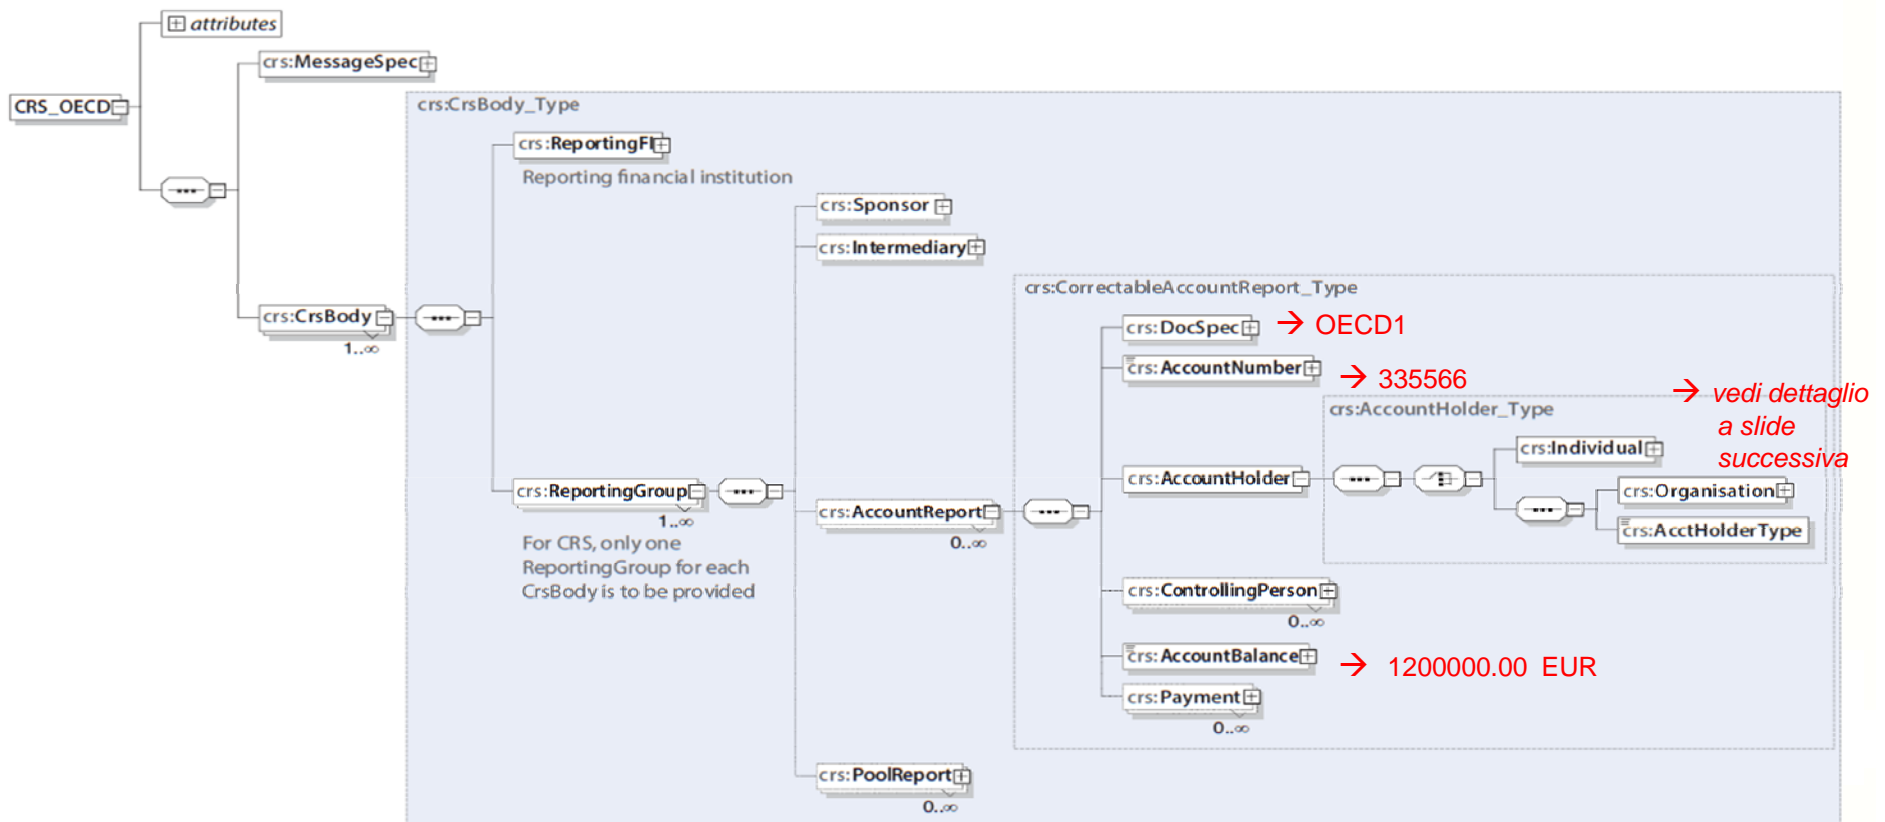 attributes
crs:MessageSpec
CRS_OECD
crs:CrsBody_Type
crs:ReportingFI
Reporting financial institution
crs:Sponsor
crs:Intermediary
crs:CorrectableAccountReport_Type
crs:CrsBody
1..∞
crs:DocSpec
→ OECD1
crs:AccountNumber
→ 335566
→ vedi dettaglio
a slide
successiva
crs:AccountHolder_Type
crs:Individual
crs:AccountHolder
crs:Organisation
crs:AcctHolderType
crs:ReportingGroup
1..∞
For CRS, only one
ReportingGroup for each
CrsBody is to be provided
crs:AccountReport
0..∞
crs:ControllingPerson
0..∞
crs:AccountBalance
→ 1200000.00 EUR
crs:Payment
0..∞
crs:PoolReport
0..∞